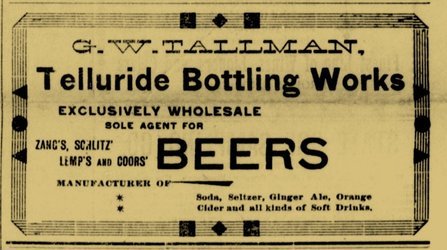 G. W. TALLMAN,
Telluride Bottling Works
EXCLUSIVELY WHOLESALE
SOLE AGENT FOR
ZANG'S, SCHLITZ'
LEMP'S AND COORS' BEERS
MANUFACTURER OF
* Soda, Seltzer, Ginger Ale, Orange
* Cider and all kinds of Soft Drinks.